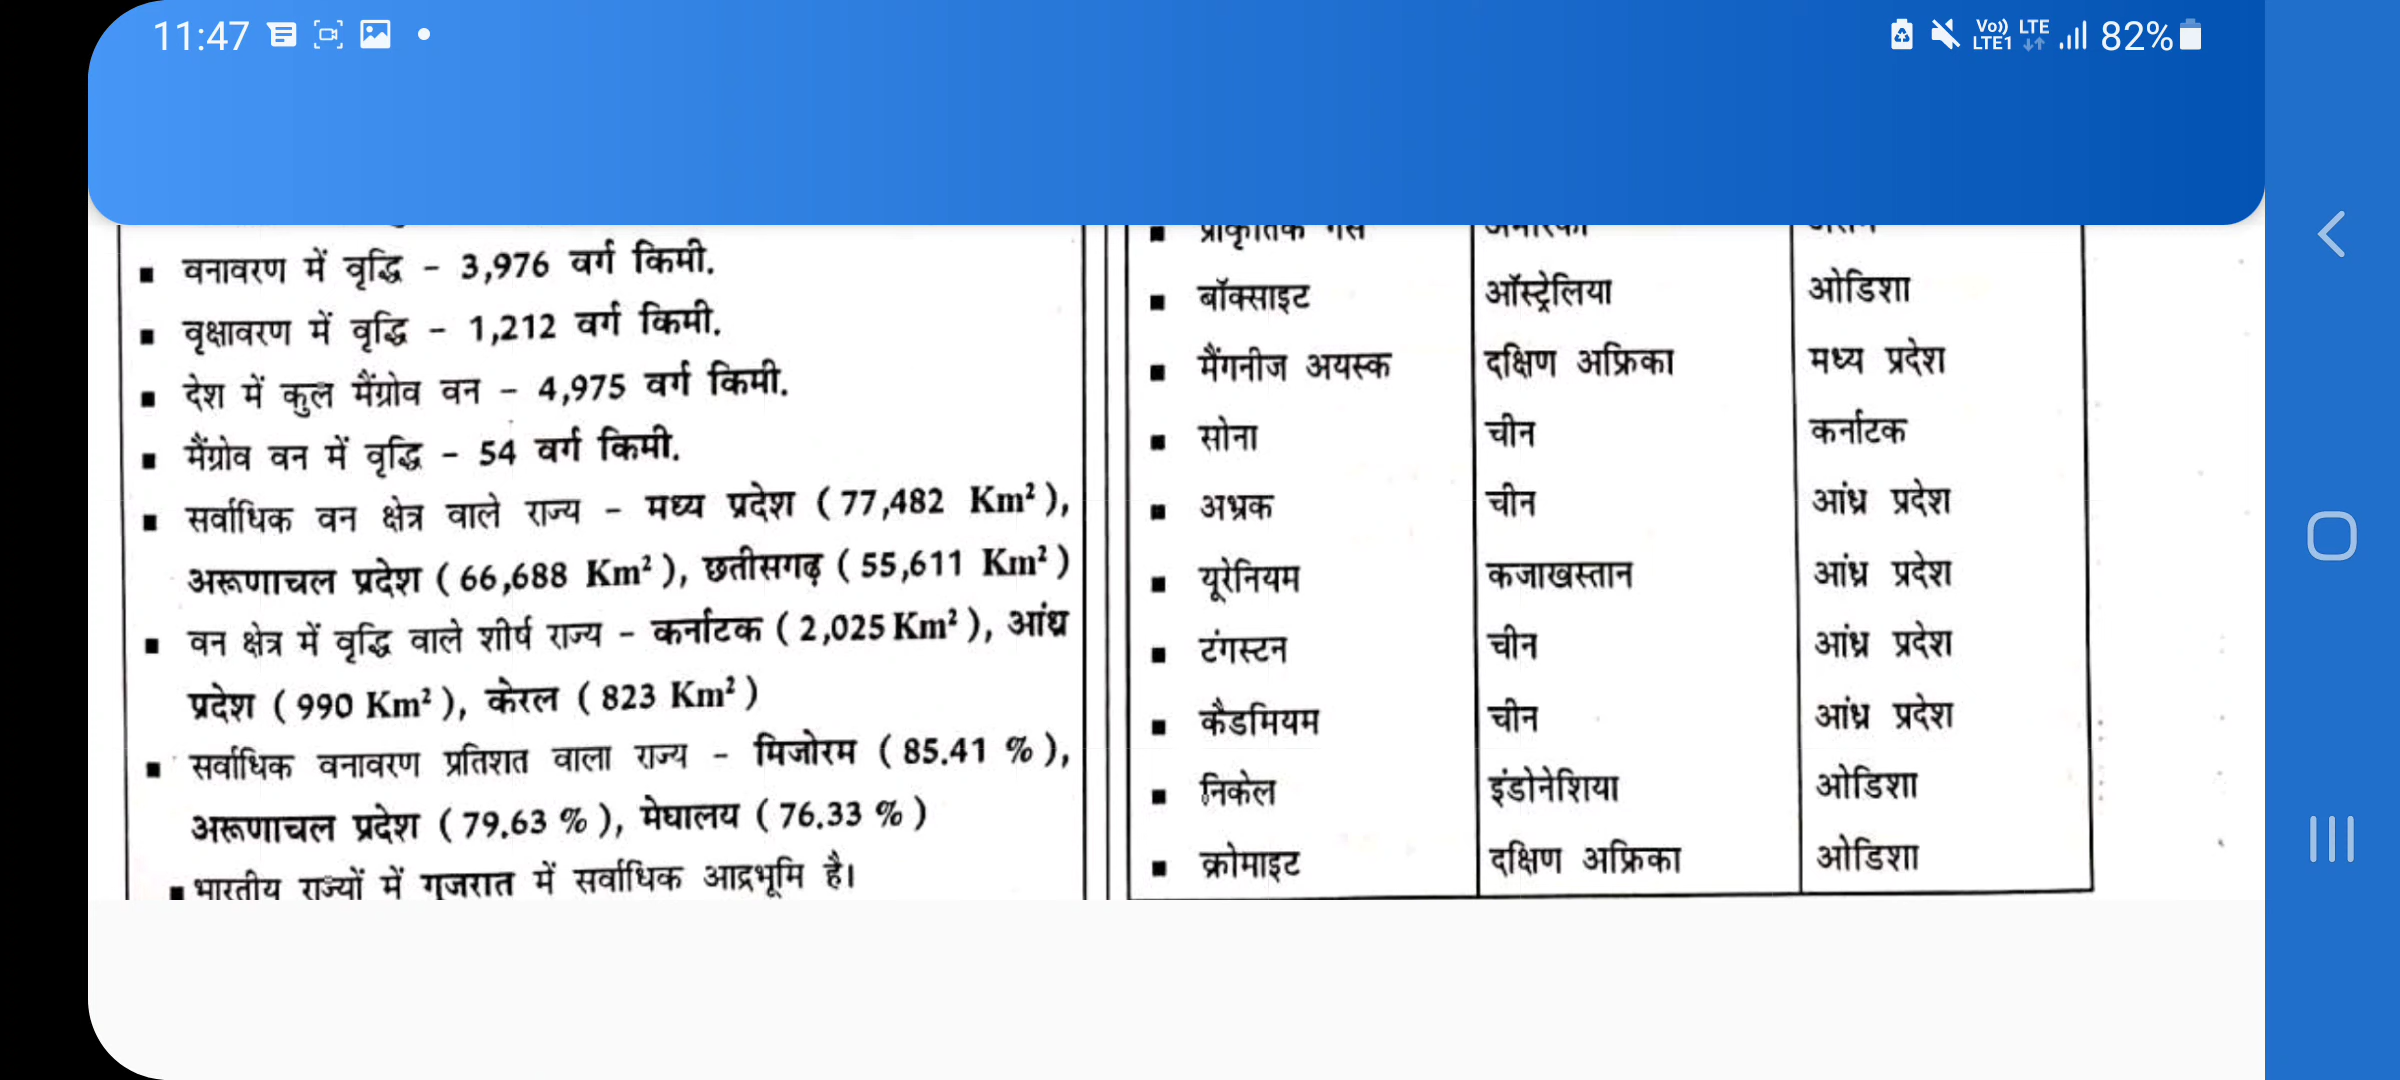 11:47
Vo)) LTE
LTE1
82%
■ वनावरण में वृद्धि – 3,976 वर्ग किमी.
■ वृक्षावरण में वृद्धि – 1,212 वर्ग किमी.
■ देश में कुल मैंग्रोव वन – 4,975 वर्ग किमी.
■ मैंग्रोव वन में वृद्धि – 54 वर्ग किमी.
■ सर्वाधिक वन क्षेत्र वाले राज्य – मध्य प्रदेश ( 77,482 Km² ),
अरूणाचल प्रदेश ( 66,688 Km² ), छतीसगढ़ ( 55,611 Km² )
■ वन क्षेत्र में वृद्धि वाले शीर्ष राज्य – कर्नाटक ( 2,025 Km² ), आंध्र
प्रदेश ( 990 Km² ), केरल ( 823 Km² )
■ सर्वाधिक वनावरण प्रतिशत वाला राज्य – मिजोरम ( 85.41 % ),
अरूणाचल प्रदेश ( 79.63 % ), मेघालय ( 76.33 % )
■ भारतीय राज्यों में गुजरात में सर्वाधिक आद्रभूमि है।
■ प्राकृतिक गैस अमेरिका
■ बॉक्साइट ऑस्ट्रेलिया ओडिशा
■ मैंगनीज अयस्क दक्षिण अफ्रिका मध्य प्रदेश
■ सोना चीन कर्नाटक
■ अभ्रक चीन आंध्र प्रदेश
■ यूरेनियम कजाखस्तान आंध्र प्रदेश
■ टंगस्टन चीन आंध्र प्रदेश
■ कैडमियम चीन आंध्र प्रदेश
■ निकेल इंडोनेशिया ओडिशा
■ क्रोमाइट दक्षिण अफ्रिका ओडिशा